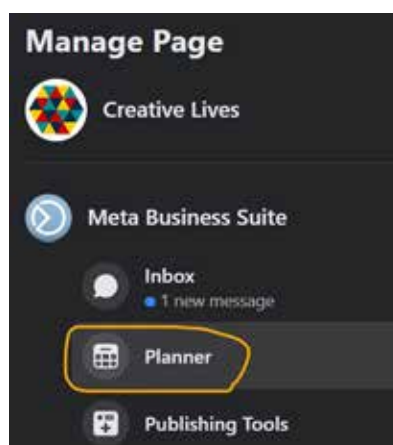 Manage Page
Creative Lives
Meta Business Suite
Inbox
1 new message
Planner
Publishing Tools